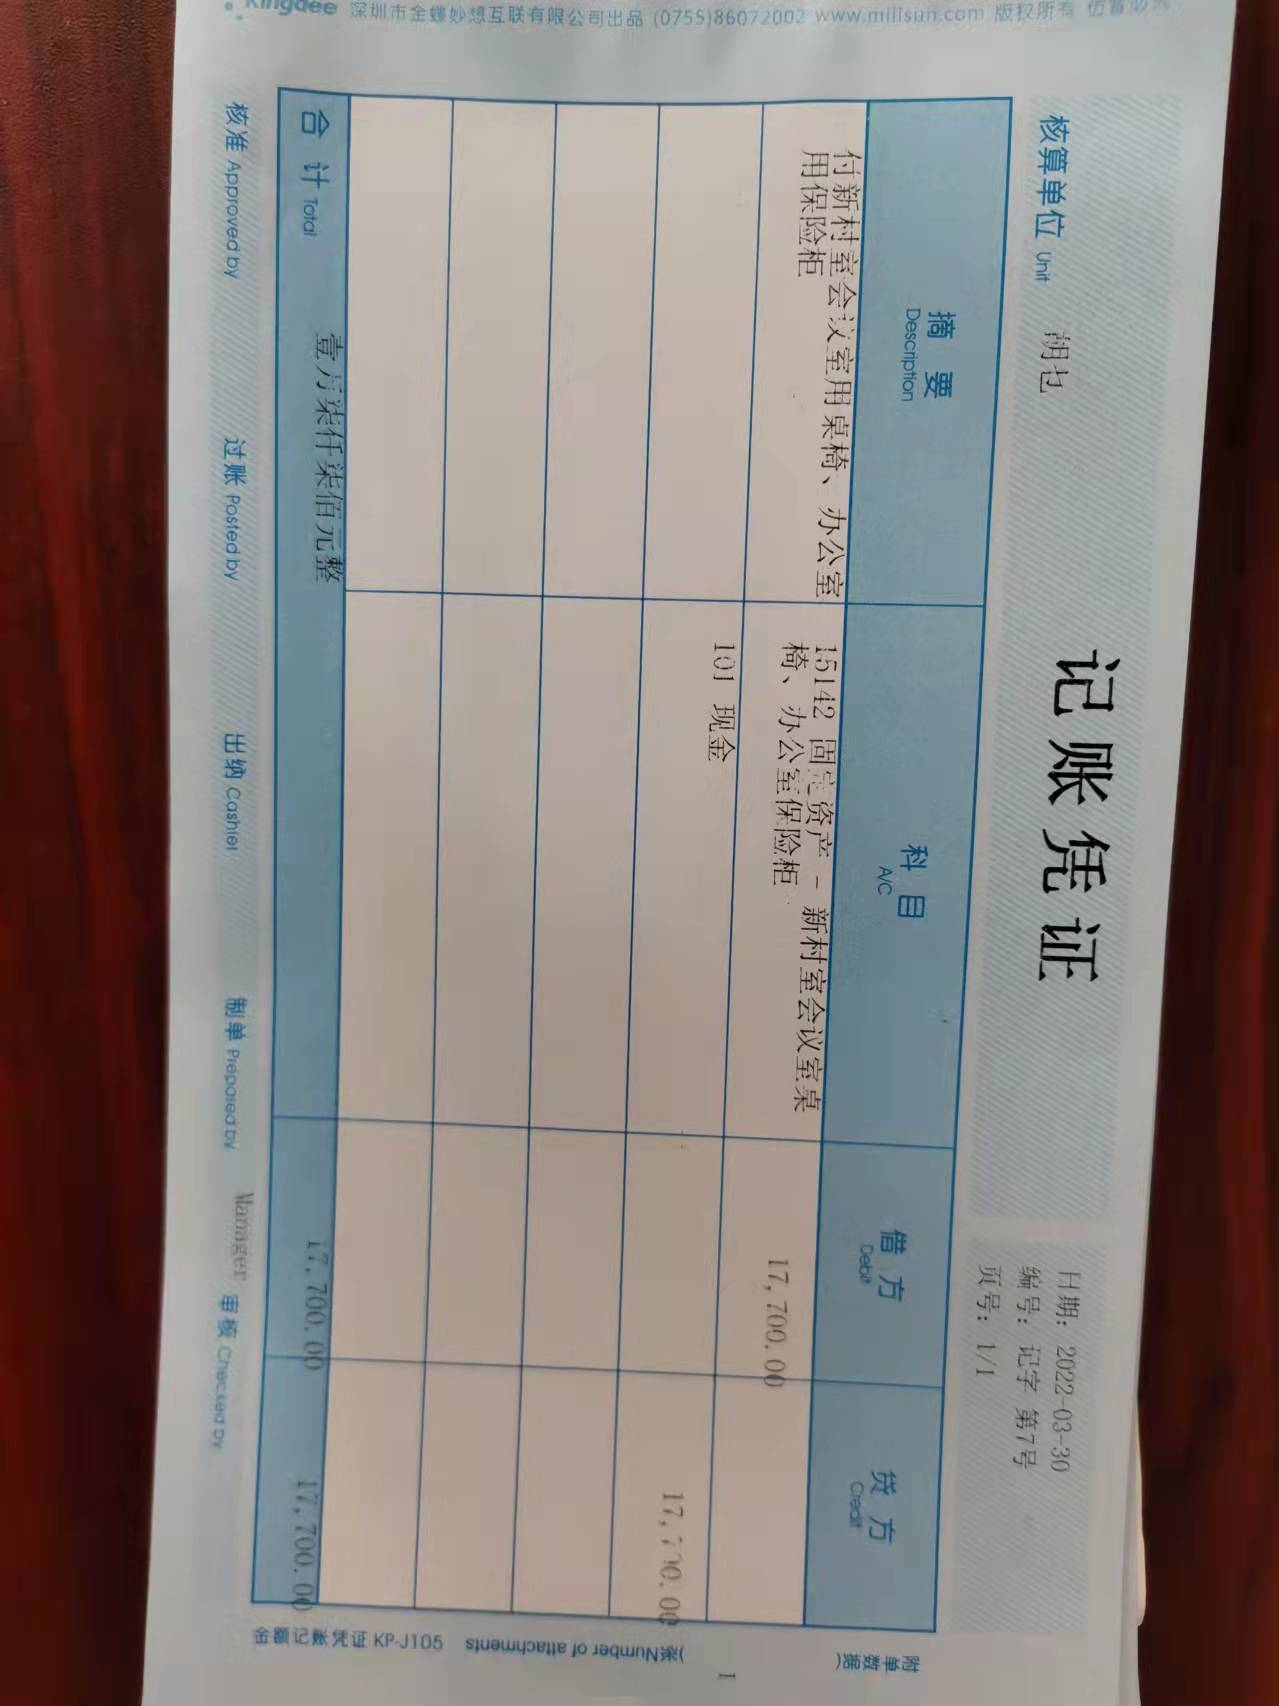 Kingdee 深圳市金蝶妙想互联有限公司出品 (0755)86072002 www.millsun.com 版权所有
记账凭证
核算单位 Unit
日期: 2022-03-30
编号: 记字 第7号
页号: 1/1
摘要 科目 借方 贷方
Description A/C Debit Credit
付新村室会议室用桌椅、办公室用保险柜
15142 固定资产 - 新村室会议室桌椅、办公室保险柜
17,700.00
101 现金
17,700.00
合计 Total 壹万柒仟柒佰元整 17,700.00 17,700.00
核准 Approved by 过账 Posted by 出纳 Cashier 制单 Prepared by Manager 审核 Checked by
附单数据)
1
Number of attachments
金额记账凭证 KP-J105